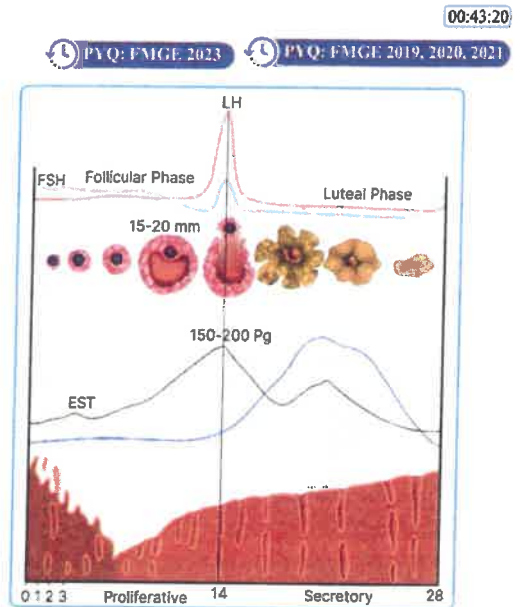 00:43:20
PYQ: FMGE 2023
PYQ: FMGE 2019, 2020, 2021
LH
FSH
Follicular Phase
Luteal Phase
15-20 mm
150-200 Pg
EST
0 1 2 3
Proliferative
14
Secretory
28